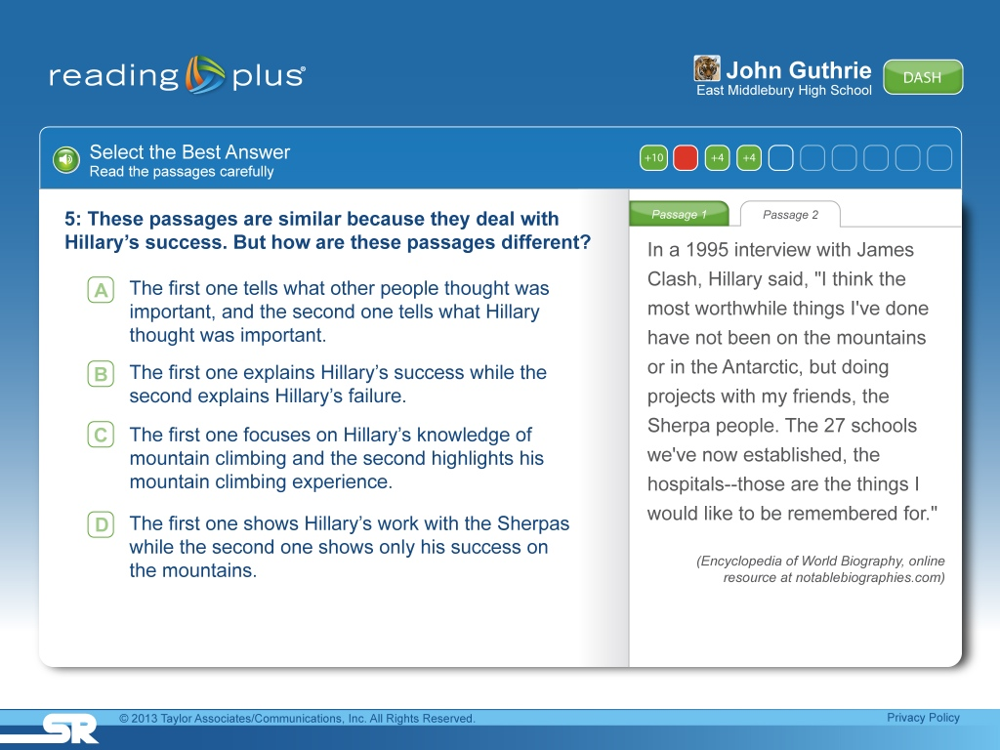 reading plus®
John Guthrie
East Middlebury High School
DASH
Select the Best Answer
Read the passages carefully
+10 +4 +4
5: These passages are similar because they deal with
Hillary’s success. But how are these passages different?
A The first one tells what other people thought was
important, and the second one tells what Hillary
thought was important.
B The first one explains Hillary’s success while the
second explains Hillary’s failure.
C The first one focuses on Hillary’s knowledge of
mountain climbing and the second highlights his
mountain climbing experience.
D The first one shows Hillary’s work with the Sherpas
while the second one shows only his success on
the mountains.
Passage 1 Passage 2
In a 1995 interview with James
Clash, Hillary said, "I think the
most worthwhile things I've done
have not been on the mountains
or in the Antarctic, but doing
projects with my friends, the
Sherpa people. The 27 schools
we've now established, the
hospitals--those are the things I
would like to be remembered for."
(Encyclopedia of World Biography, online
resource at notablebiographies.com)
SR
© 2013 Taylor Associates/Communications, Inc. All Rights Reserved.
Privacy Policy